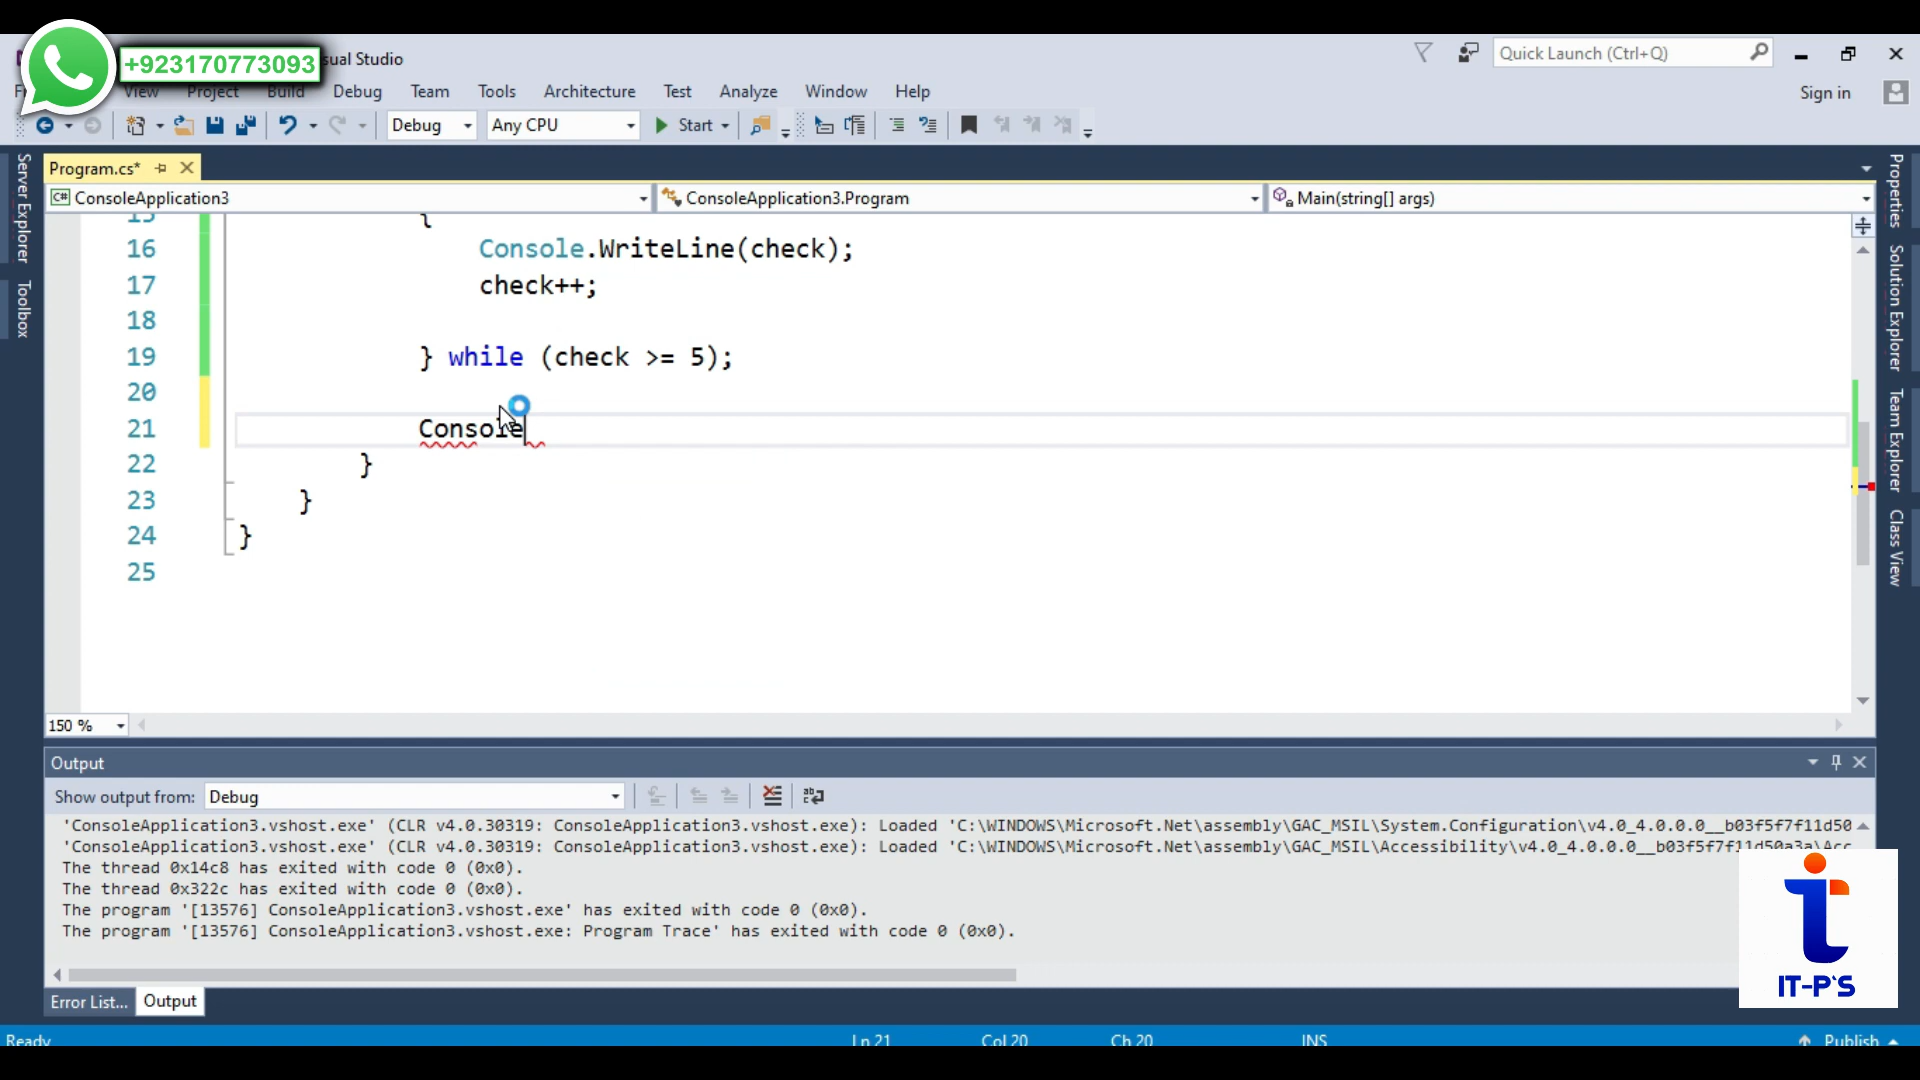 +923170773093
sual Studio
Quick Launch (Ctrl+Q)
View Project Build Debug Team Tools Architecture Test Analyze Window Help
Sign in
Debug Any CPU Start
Program.cs*
ConsoleApplication3 ConsoleApplication3.Program Main(string[] args)
15 {
16 Console.WriteLine(check);
17 check++;
18
19 } while (check >= 5);
20
21 Console
22 }
23 }
24 }
25
150 %
Server Explorer
Toolbox
Properties
Solution Explorer
Team Explorer
Class View
Output
Show output from: Debug
'ConsoleApplication3.vshost.exe' (CLR v4.0.30319: ConsoleApplication3.vshost.exe): Loaded 'C:\WINDOWS\Microsoft.Net\assembly\GAC_MSIL\System.Configuration\v4.0_4.0.0.0__b03f5f7f11d50
'ConsoleApplication3.vshost.exe' (CLR v4.0.30319: ConsoleApplication3.vshost.exe): Loaded 'C:\WINDOWS\Microsoft.Net\assembly\GAC_MSIL\Accessibility\v4.0_4.0.0.0__b03f5f7f11d50a3a\Acc
The thread 0x14c8 has exited with code 0 (0x0).
The thread 0x322c has exited with code 0 (0x0).
The program '[13576] ConsoleApplication3.vshost.exe' has exited with code 0 (0x0).
The program '[13576] ConsoleApplication3.vshost.exe: Program Trace' has exited with code 0 (0x0).
IT-P'S
Error List... Output
Ready Ln 21 Col 20 Ch 20 INS Publish